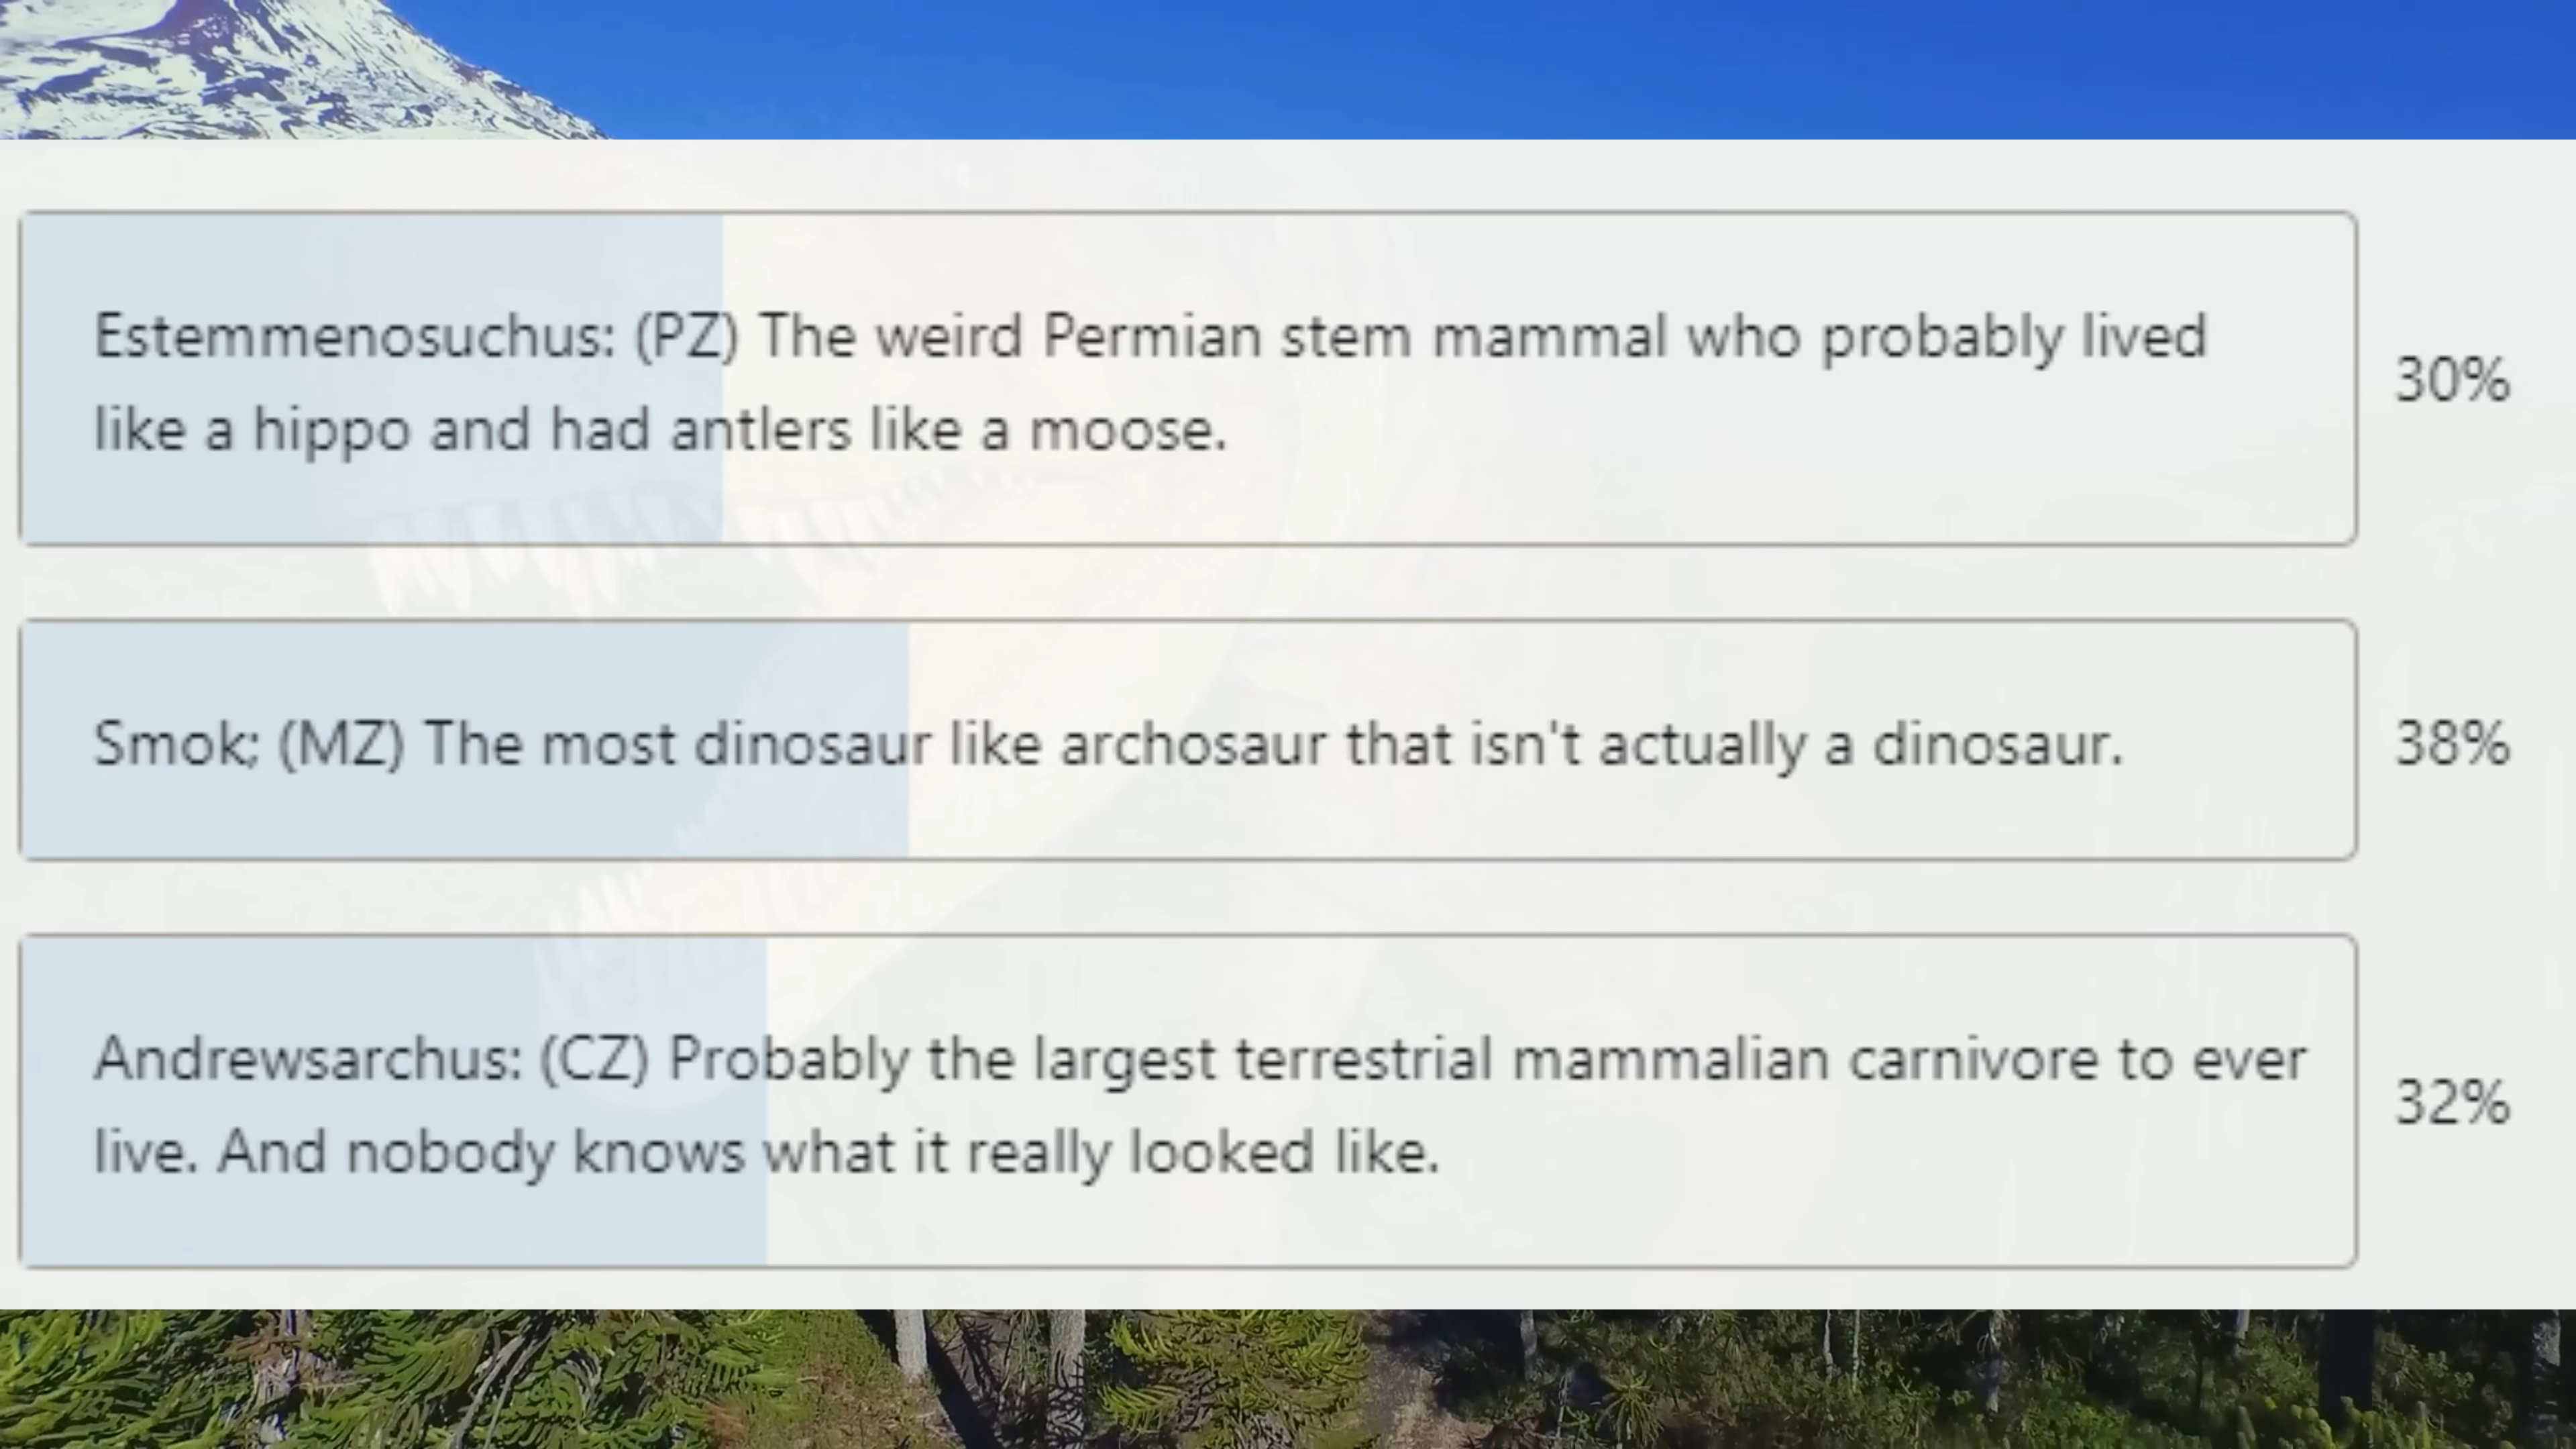 Estemmenosuchus: (PZ) The weird Permian stem mammal who probably lived
like a hippo and had antlers like a moose.
30%
Smok; (MZ) The most dinosaur like archosaur that isn't actually a dinosaur.
38%
Andrewsarchus: (CZ) Probably the largest terrestrial mammalian carnivore to ever
live. And nobody knows what it really looked like.
32%